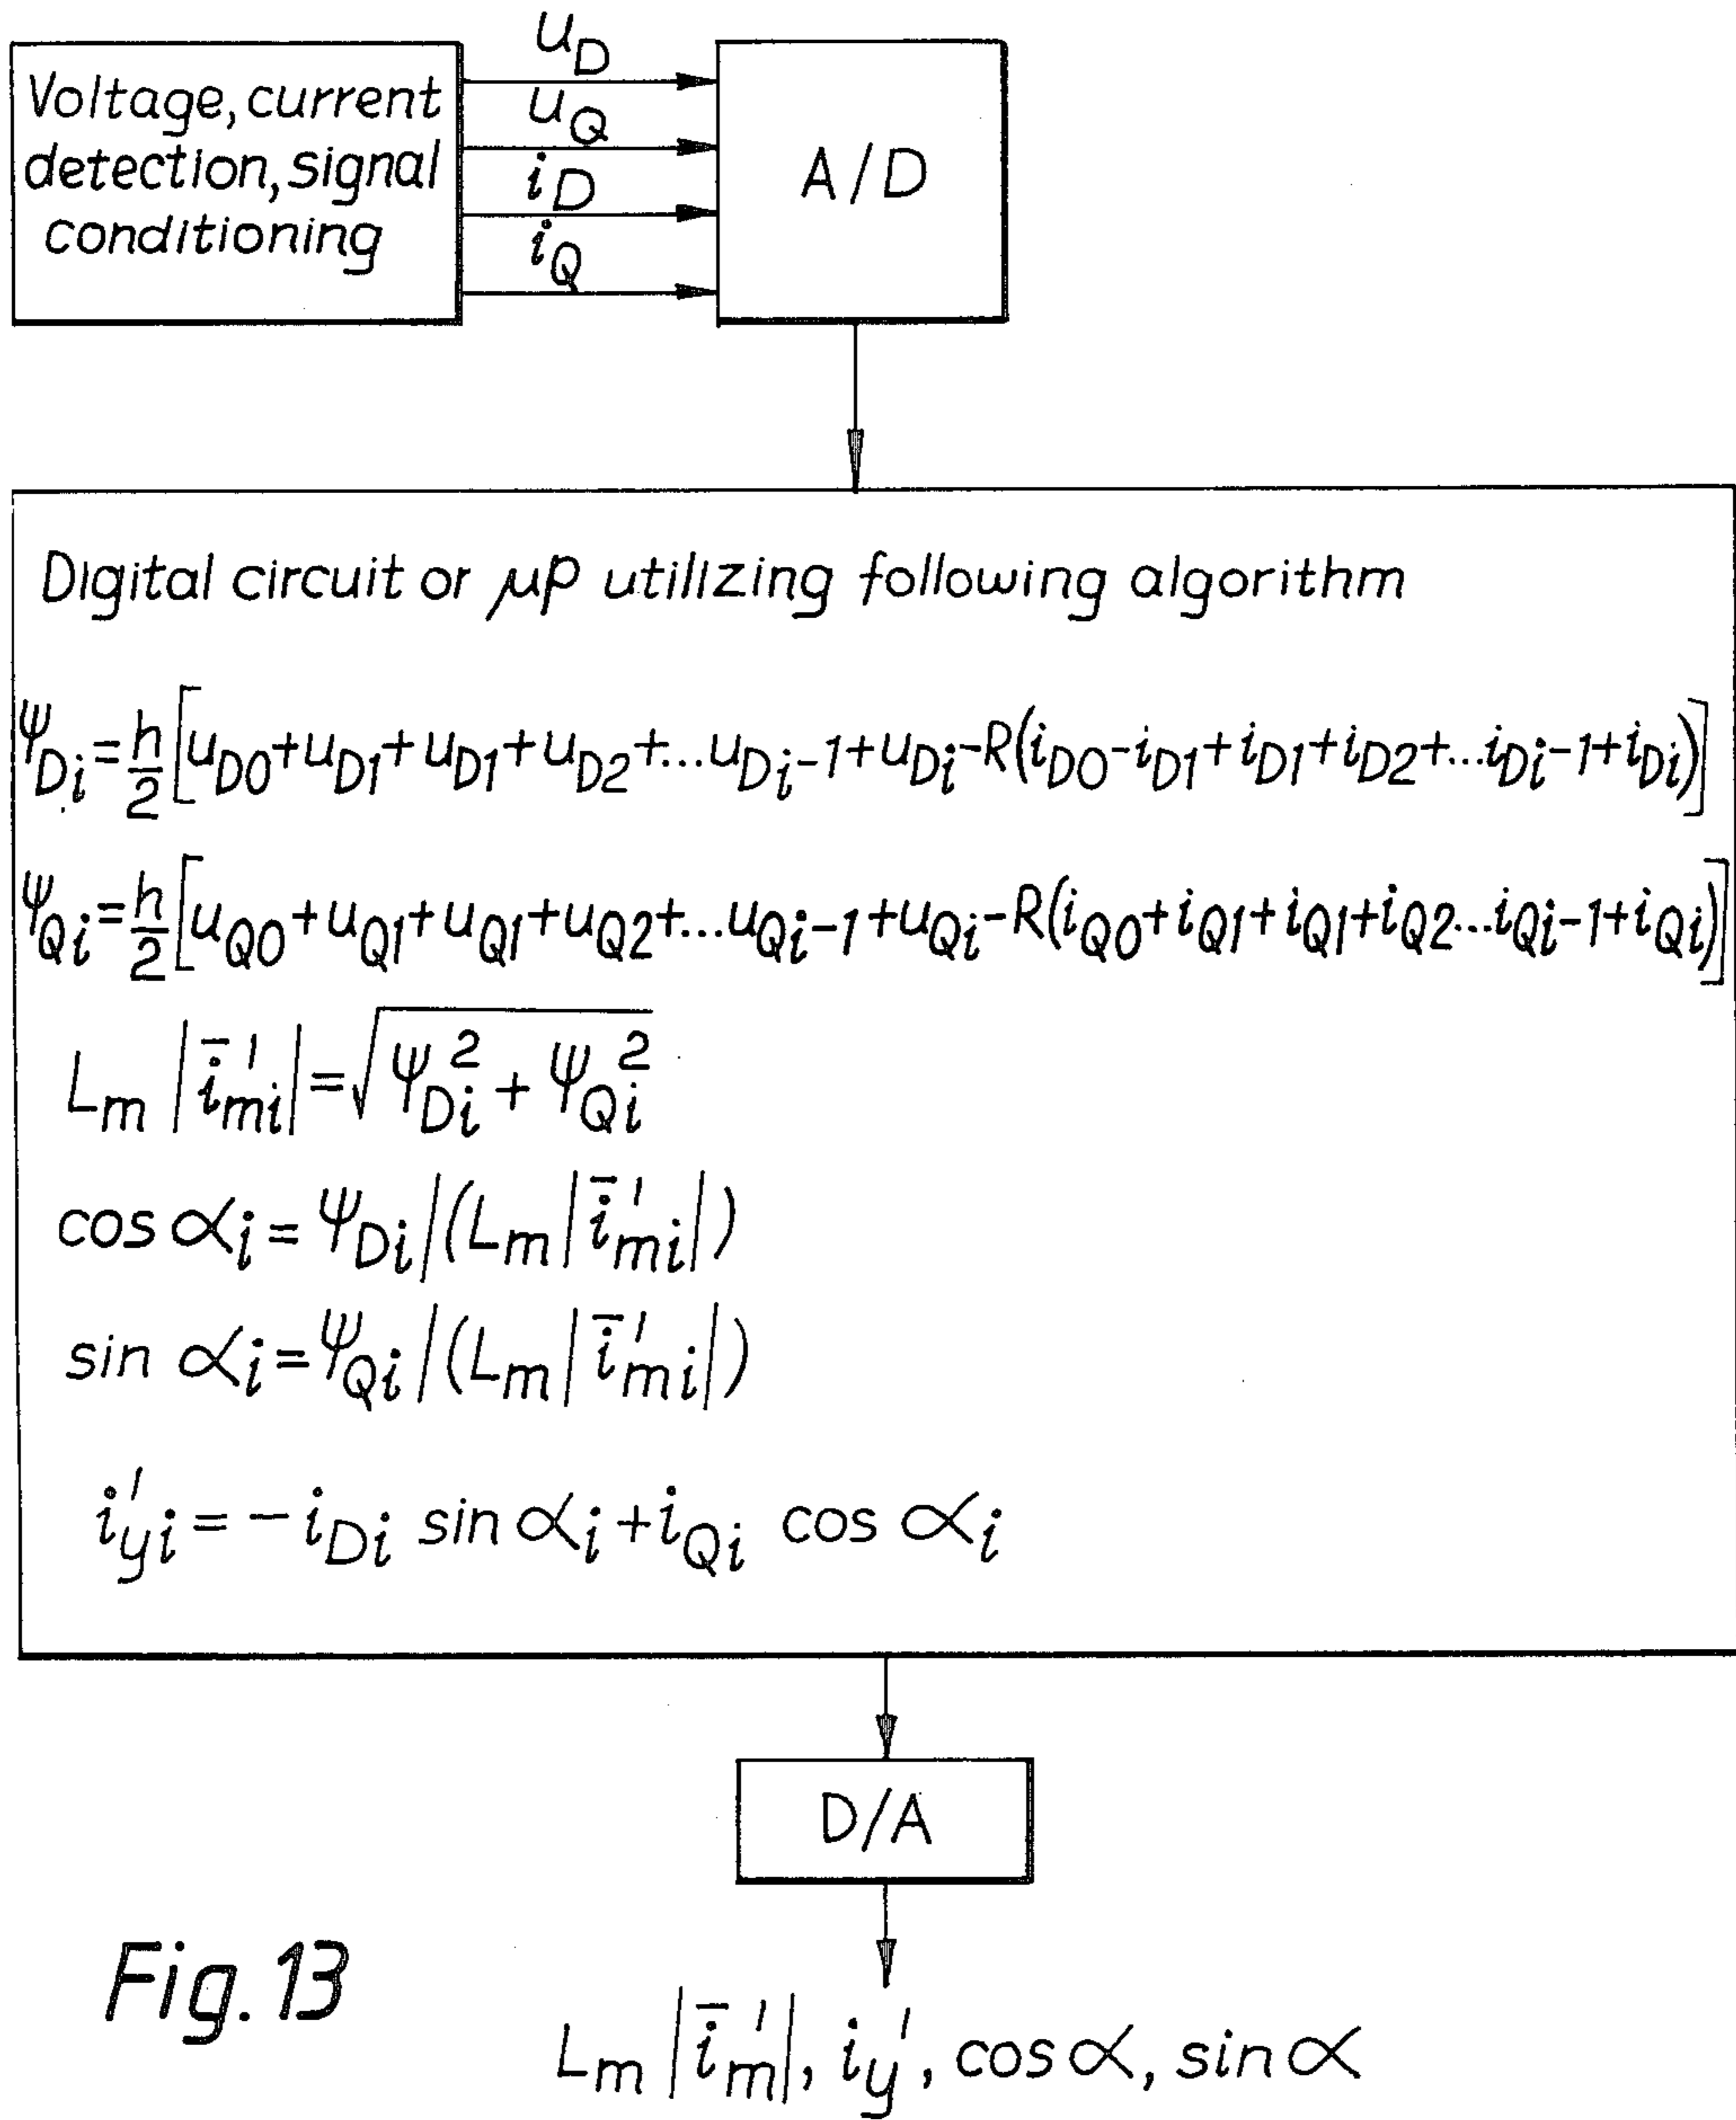 Voltage, current
detection, signal
conditioning
u_D
u_Q
i_D
i_Q
A/D
Digital circuit or μp utilizing following algorithm
Ψ_Di = h/2 [u_D0+u_D1+u_D1+u_D2+...u_Di-1+u_Di-R(i_D0-i_D1+i_D1+i_D2+...i_Di-1+i_Di)]
Ψ_Qi = h/2 [u_Q0+u_Q1+u_Q1+u_Q2+...u_Qi-1+u_Qi-R(i_Q0+i_Q1+i_Q1+i_Q2...i_Qi-1+i_Qi)]
L_m |i̅'_mi| = √(Ψ_Di² + Ψ_Qi²)
cos α_i = Ψ_Di/(L_m|i̅'_mi|)
sin α_i = Ψ_Qi/(L_m|i̅'_mi|)
i'_yi = -i_Di sin α_i + i_Qi cos α_i
D/A
Fig. 13
L_m |i̅'_m|, i_y', cos α, sin α